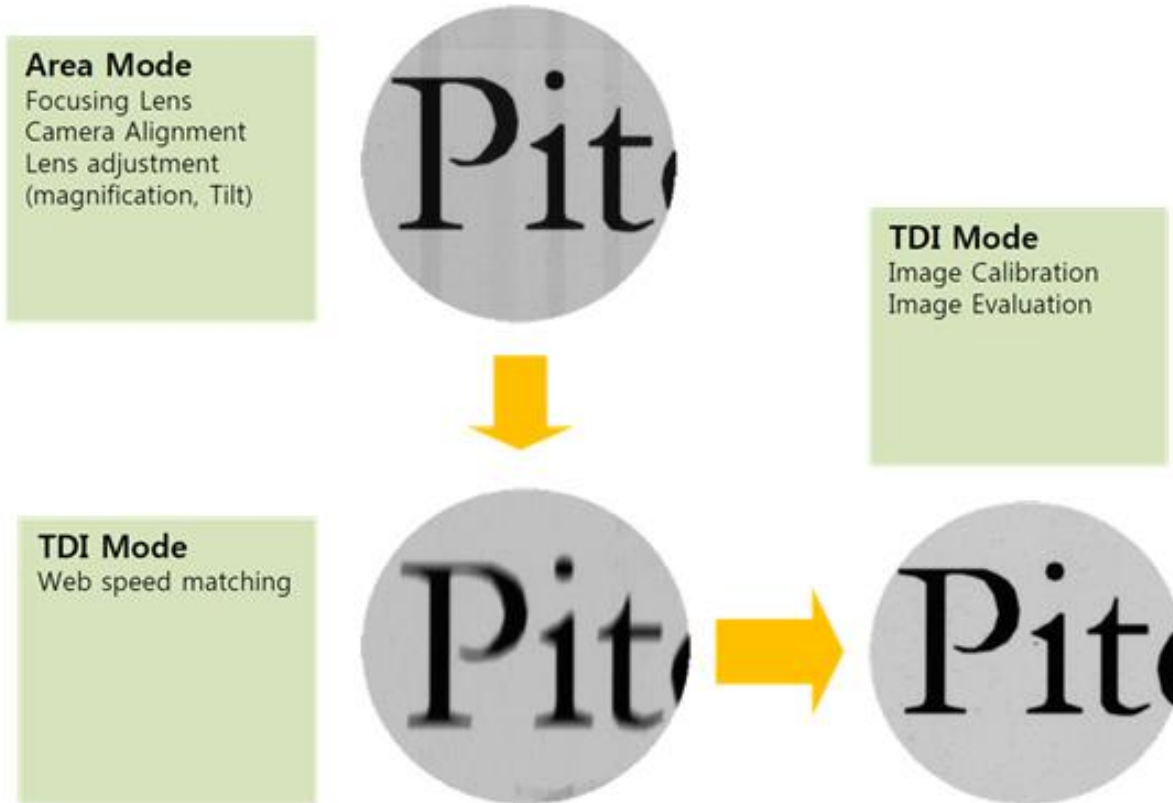 Area Mode
Focusing Lens
Camera Alignment
Lens adjustment
(magnification, Tilt)
Pit
TDI Mode
Image Calibration
Image Evaluation
TDI Mode
Web speed matching
Pit
Pit